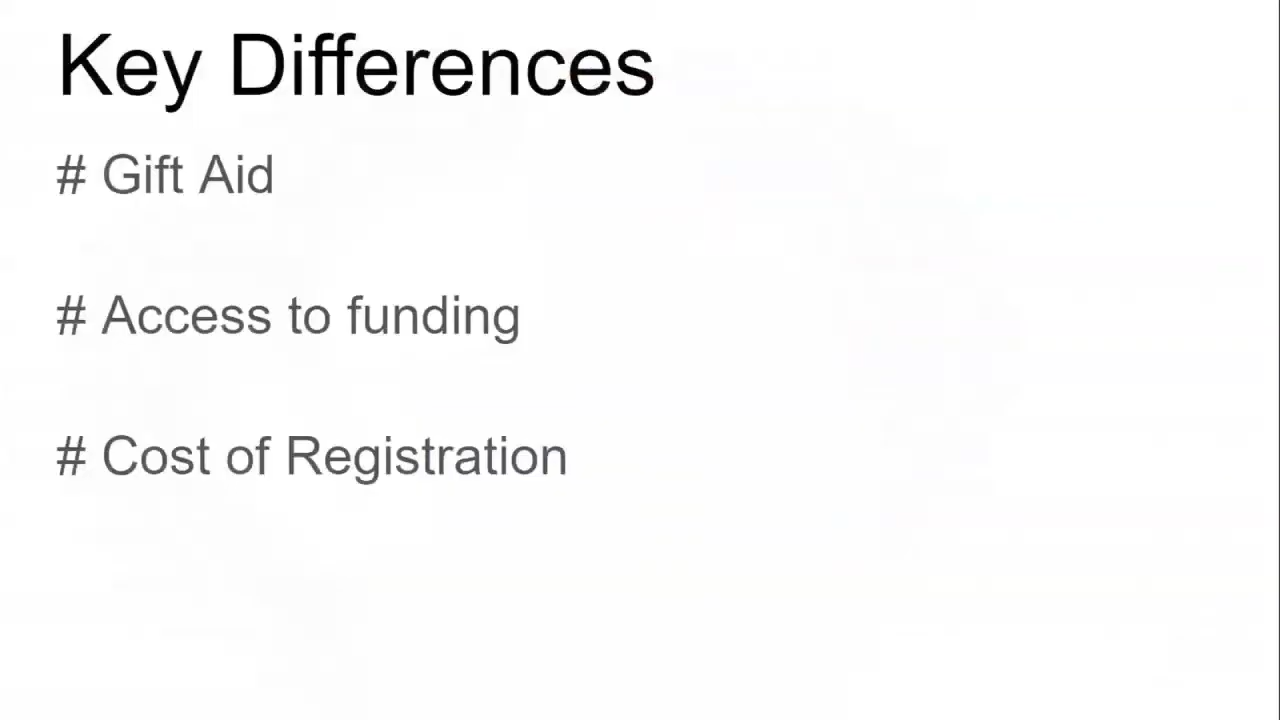 Key Differences
# Gift Aid
# Access to funding
# Cost of Registration